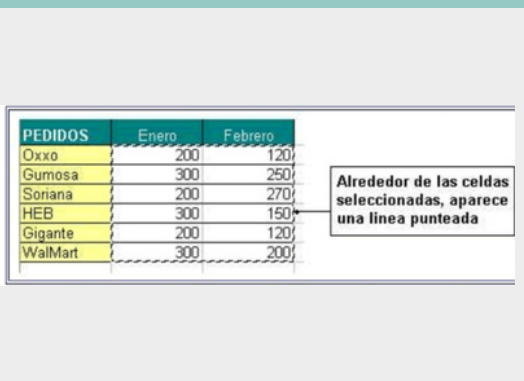 PEDIDOS Enero Febrero
Oxxo 200 120
Gumosa 300 250
Soriana 200 270
HEB 300 150
Gigante 200 120
WalMart 300 200
Alrededor de las celdas
seleccionadas, aparece
una linea punteada